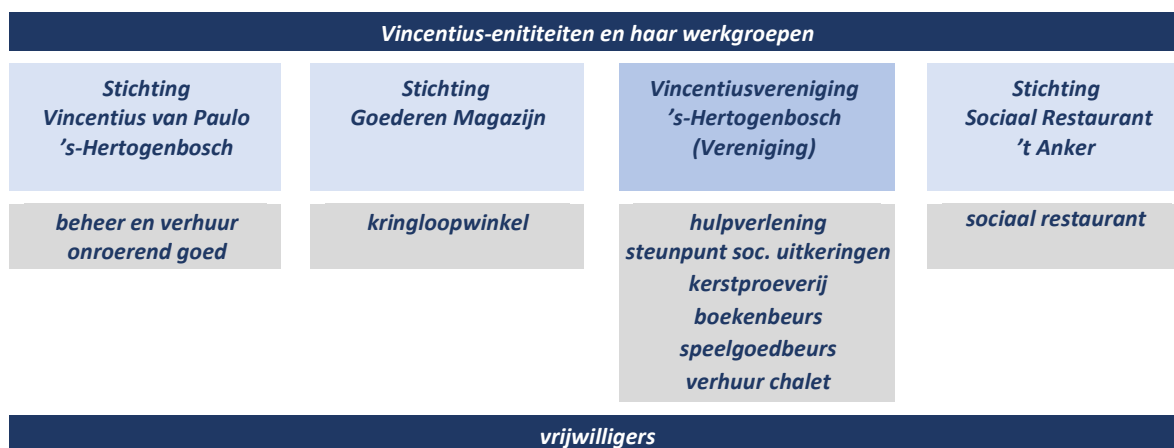 Vincentius-enititeiten en haar werkgroepen
Stichting
Vincentius van Paulo
’s-Hertogenbosch
Stichting
Goederen Magazijn
Vincentiusvereniging
’s-Hertogenbosch
(Vereniging)
Stichting
Sociaal Restaurant
’t Anker
beheer en verhuur
onroerend goed
kringloopwinkel
hulpverlening
steunpunt soc. uitkeringen
kerstproeverij
boekenbeurs
speelgoedbeurs
verhuur chalet
sociaal restaurant
vrijwilligers